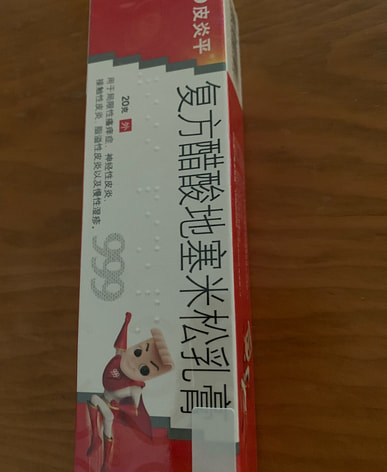 皮炎平
复方醋酸地塞米松乳膏
20克 外
用于局限性瘙痒症、神经性皮炎、
接触性皮炎、脂溢性皮炎以及慢性湿疹。
999